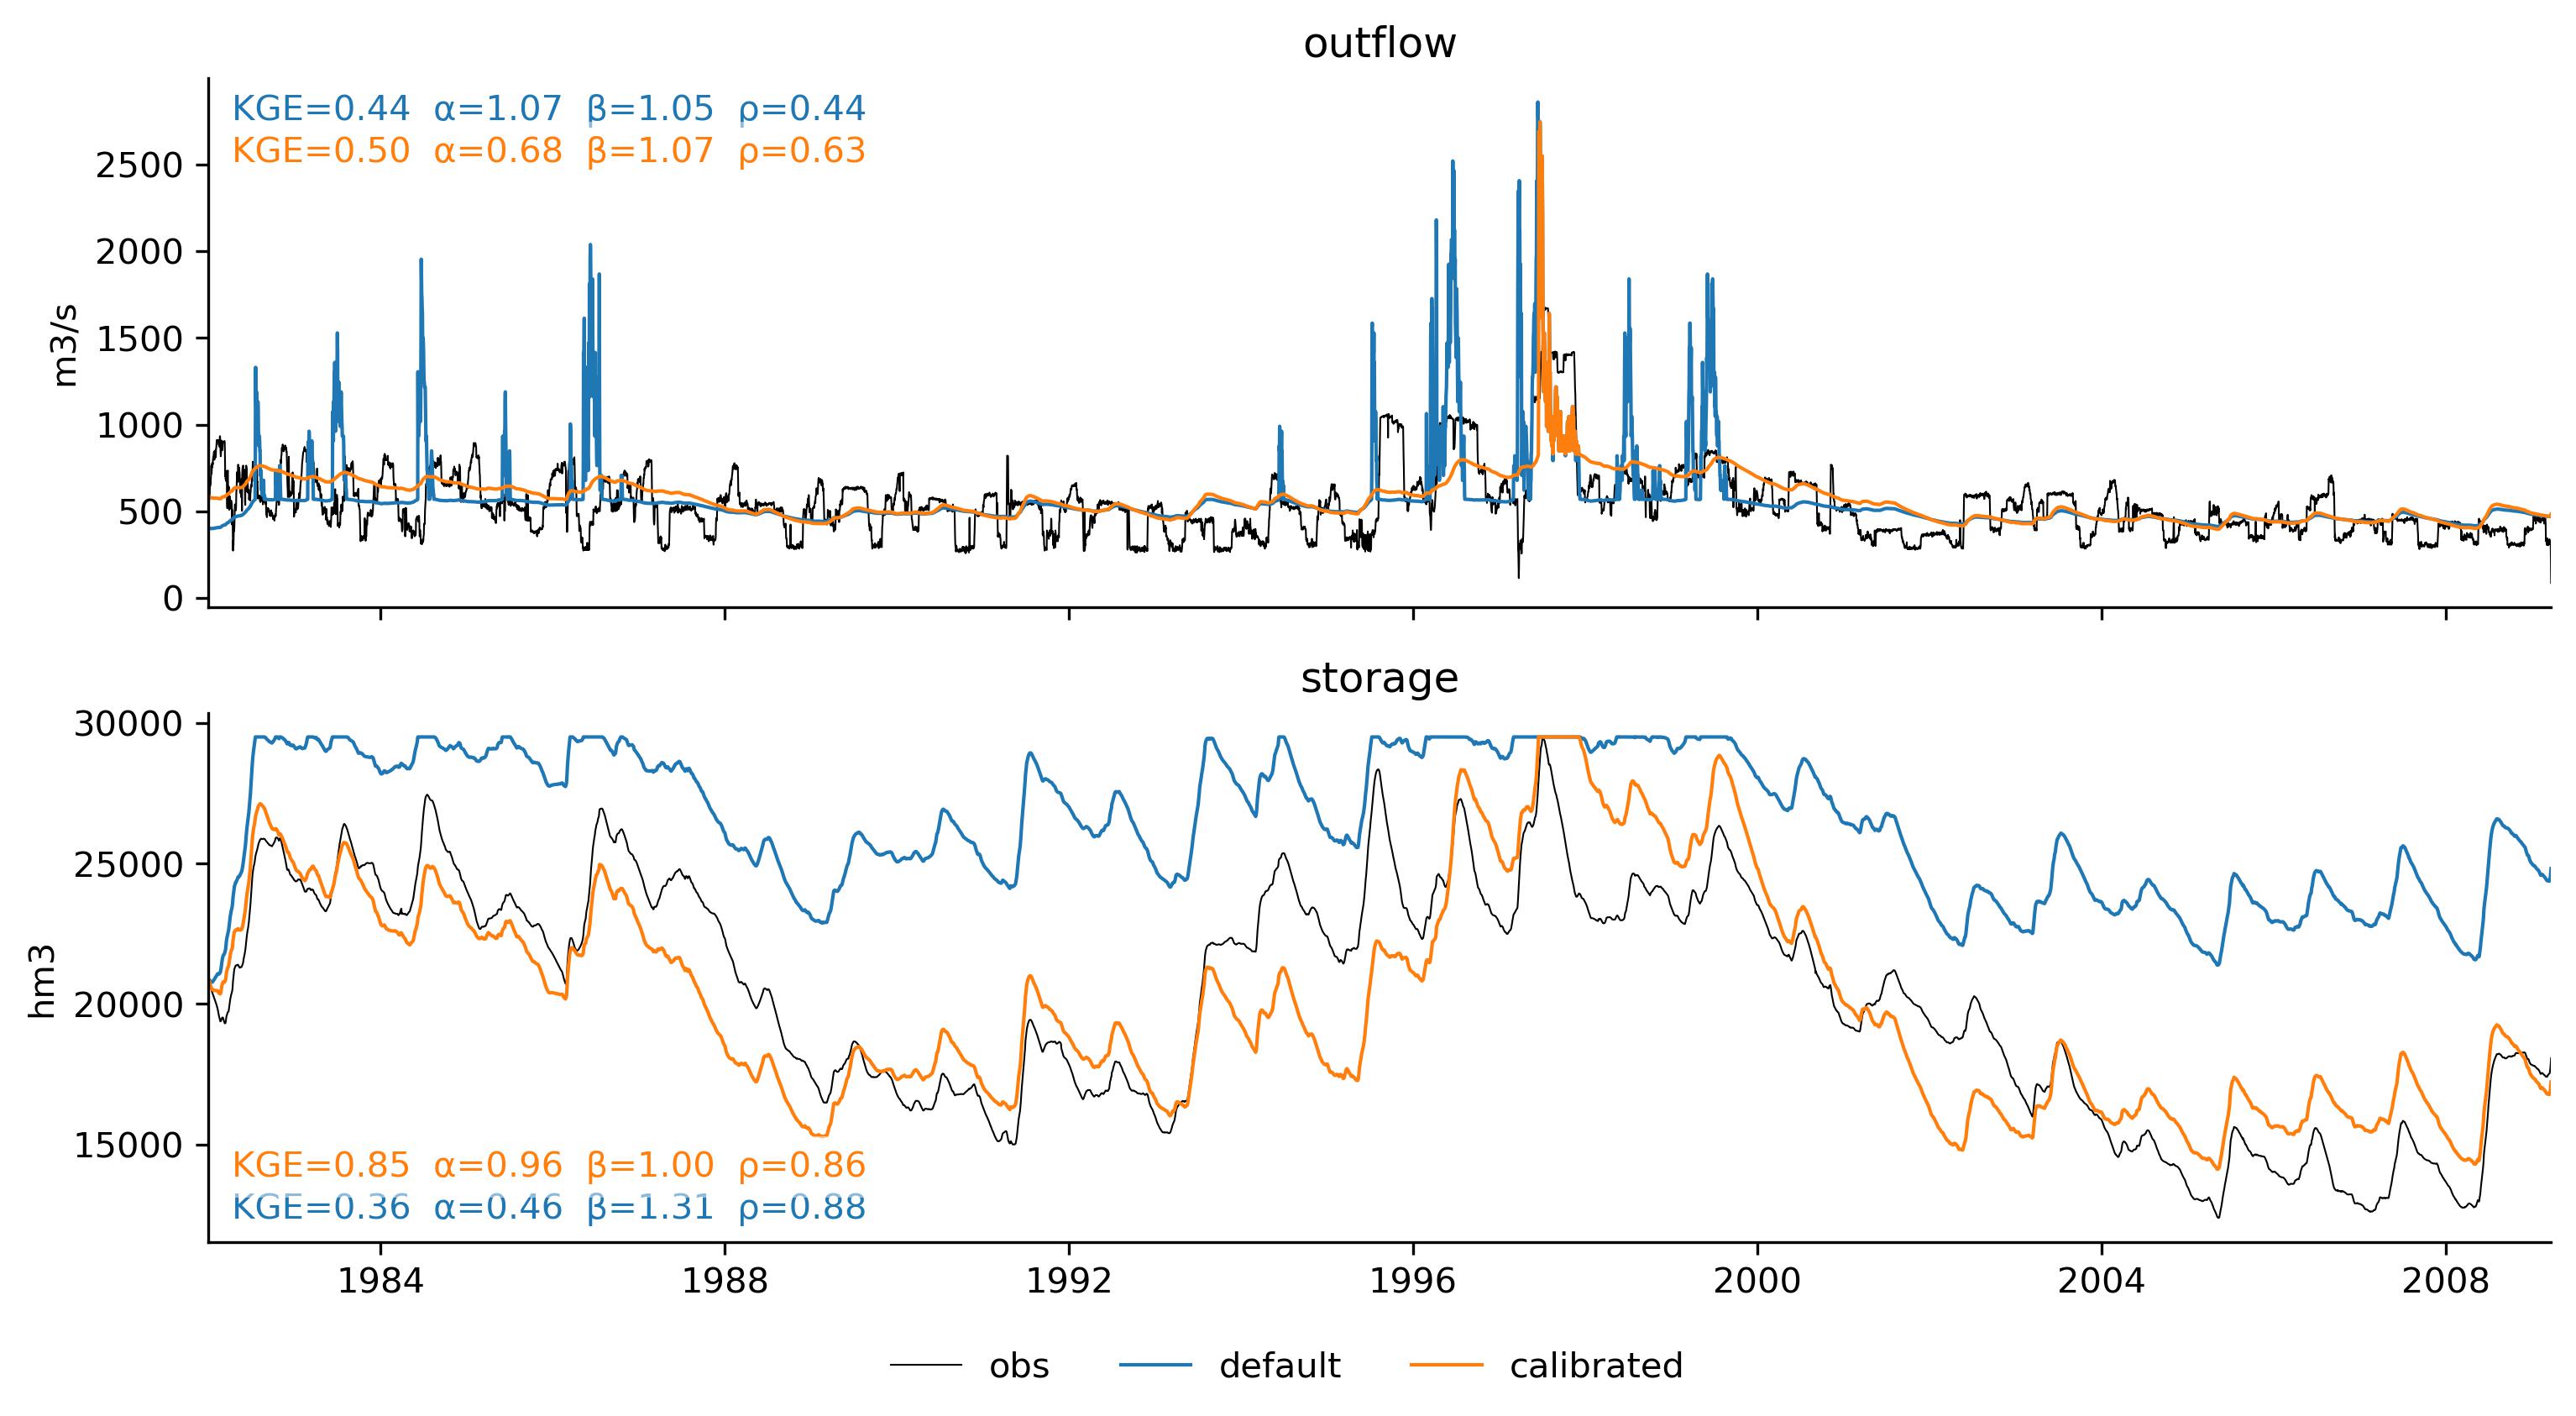 outflow
KGE=0.44 α=1.07 β=1.05 ρ=0.44
KGE=0.50 α=0.68 β=1.07 ρ=0.63
m3/s
2500
2000
1500
1000
500
0
storage
hm3
30000
25000
20000
15000
KGE=0.85 α=0.96 β=1.00 ρ=0.86
KGE=0.36 α=0.46 β=1.31 ρ=0.88
1984 1988 1992 1996 2000 2004 2008
obs default calibrated